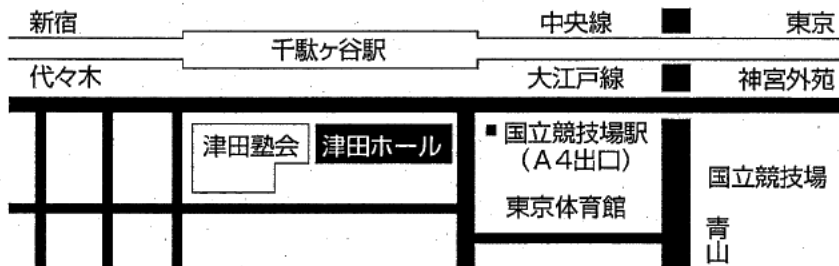 新宿
中央線
東京
千駄ヶ谷駅
代々木
大江戸線
神宮外苑
津田塾会
津田ホール
国立競技場駅
(A4出口)
東京体育館
国立競技場
青山